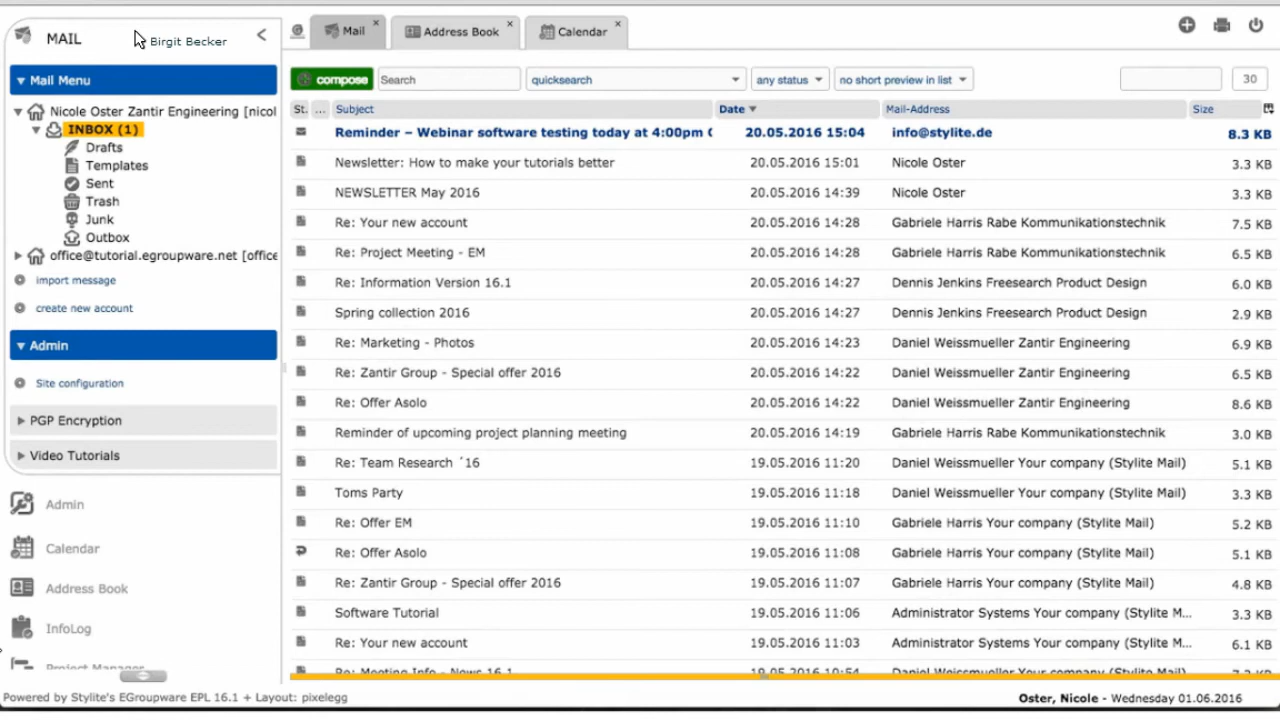 MAIL Birgit Becker <
Mail Address Book Calendar
Mail Menu
compose Search quicksearch any status no short preview in list 30
Nicole Oster Zantir Engineering [nicol
INBOX (1)
Drafts
Templates
Sent
Trash
Junk
Outbox
office@tutorial.egroupware.net [office
import message
create new account
Admin
Site configuration
PGP Encryption
Video Tutorials
Admin
Calendar
Address Book
InfoLog
Project Manager
St. ... Subject Date Mail-Address Size
Reminder – Webinar software testing today at 4:00pm 20.05.2016 15:04 info@stylite.de 8.3 KB
Newsletter: How to make your tutorials better 20.05.2016 15:01 Nicole Oster 3.3 KB
NEWSLETTER May 2016 20.05.2016 14:39 Nicole Oster 3.3 KB
Re: Your new account 20.05.2016 14:28 Gabriele Harris Rabe Kommunikationstechnik 7.5 KB
Re: Project Meeting - EM 20.05.2016 14:28 Gabriele Harris Rabe Kommunikationstechnik 6.5 KB
Re: Information Version 16.1 20.05.2016 14:27 Dennis Jenkins Freesearch Product Design 6.0 KB
Spring collection 2016 20.05.2016 14:27 Dennis Jenkins Freesearch Product Design 2.9 KB
Re: Marketing - Photos 20.05.2016 14:23 Daniel Weissmueller Zantir Engineering 6.9 KB
Re: Zantir Group - Special offer 2016 20.05.2016 14:22 Daniel Weissmueller Zantir Engineering 6.5 KB
Re: Offer Asolo 20.05.2016 14:22 Daniel Weissmueller Zantir Engineering 8.6 KB
Reminder of upcoming project planning meeting 20.05.2016 14:19 Gabriele Harris Rabe Kommunikationstechnik 3.0 KB
Re: Team Research ´16 19.05.2016 11:20 Daniel Weissmueller Your company (Stylite Mail) 5.1 KB
Toms Party 19.05.2016 11:18 Daniel Weissmueller Your company (Stylite Mail) 3.3 KB
Re: Offer EM 19.05.2016 11:10 Gabriele Harris Your company (Stylite Mail) 5.2 KB
Re: Offer Asolo 19.05.2016 11:08 Gabriele Harris Your company (Stylite Mail) 5.1 KB
Re: Zantir Group - Special offer 2016 19.05.2016 11:07 Gabriele Harris Your company (Stylite Mail) 4.8 KB
Software Tutorial 19.05.2016 11:06 Administrator Systems Your company (Stylite M... 3.3 KB
Re: Your new account 19.05.2016 11:03 Administrator Systems Your company (Stylite M... 6.1 KB
Re: Meeting Info - News 16.1 19.05.2016 10:54 Daniel Weissmueller Your company (Stylite Mail)
Powered by Stylite's EGroupware EPL 16.1 + Layout: pixelegg Oster, Nicole - Wednesday 01.06.2016